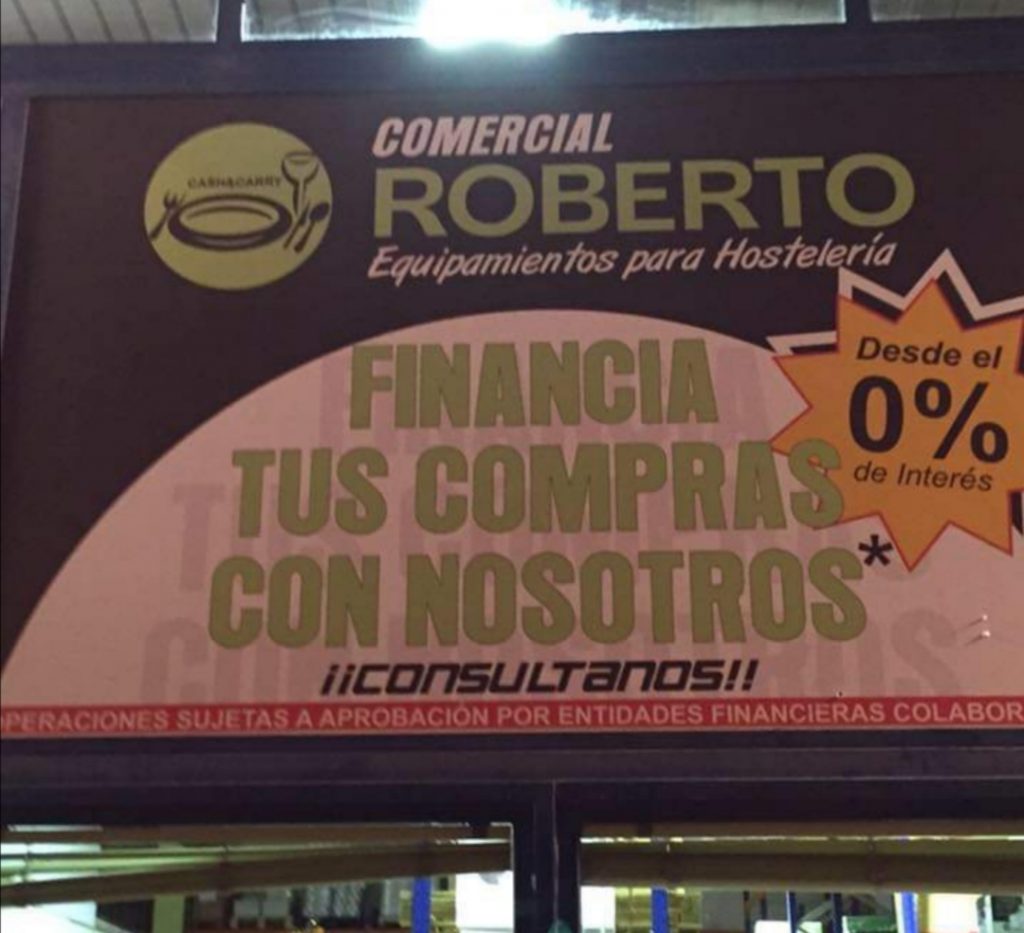 CASH&CARRY
COMERCIAL
ROBERTO
Equipamientos para Hostelería
Desde el
0%
de Interés
FINANCIA
TUS COMPRAS
CON NOSOTROS*
¡¡CONSULTANOS!!
PERACIONES SUJETAS A APROBACIÓN POR ENTIDADES FINANCIERAS COLABOR